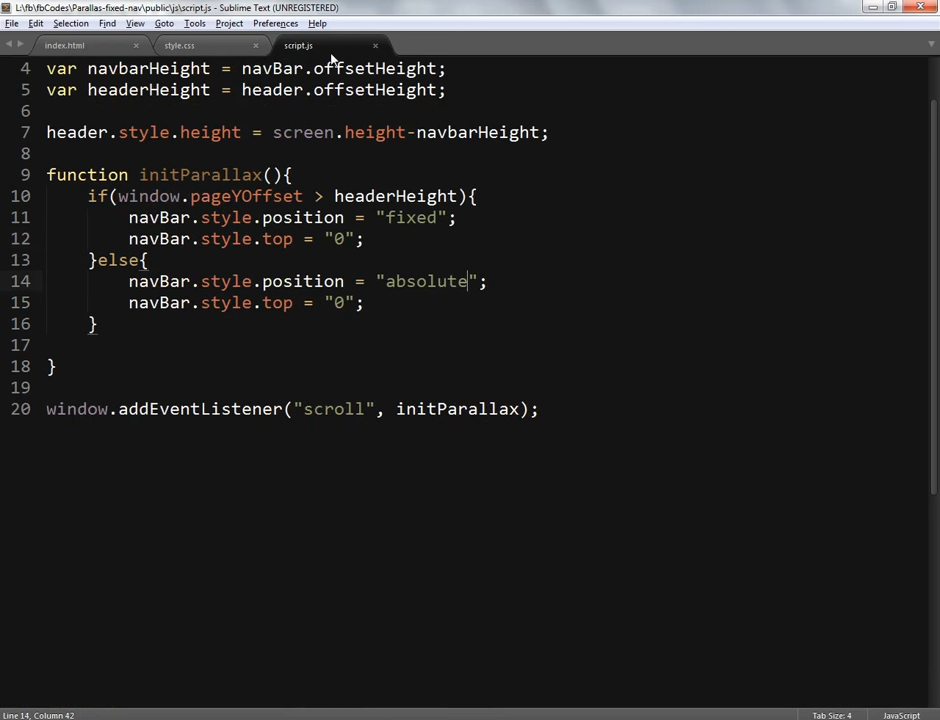 L:\fb\fbCodes\Parallas-fixed-nav\public\js\script.js - Sublime Text (UNREGISTERED)
File Edit Selection Find View Goto Tools Project Preferences Help
index.html × style.css × script.js ×
4 var navbarHeight = navBar.offsetHeight;
5 var headerHeight = header.offsetHeight;
6
7 header.style.height = screen.height-navbarHeight;
8
9 function initParallax(){
10 if(window.pageYOffset > headerHeight){
11 navBar.style.position = "fixed";
12 navBar.style.top = "0";
13 }else{
14 navBar.style.position = "absolute";
15 navBar.style.top = "0";
16 }
17
18 }
19
20 window.addEventListener("scroll", initParallax);
Line 14, Column 42 Tab Size: 4 JavaScript